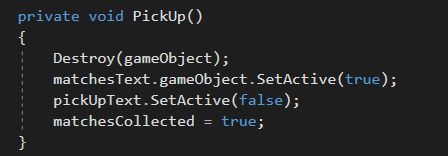 private void PickUp()
{
    Destroy(gameObject);
    matchesText.gameObject.SetActive(true);
    pickUpText.SetActive(false);
    matchesCollected = true;
}